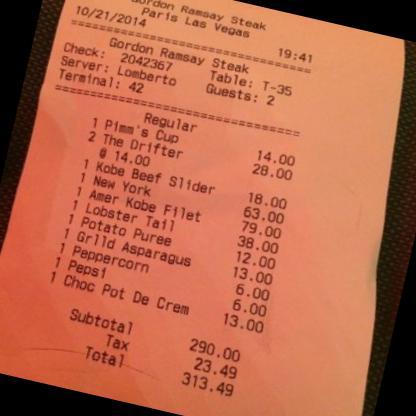 Gordon Ramsay Steak
Paris Las Vegas
10/21/2014 19:41
Gordon Ramsay Steak
Check: 2042367 Table: T-35
Server: Lomberto Guests: 2
Terminal: 42
Regular
1 Pimm's Cup 14.00
2 The Drifter 28.00
@ 14.00
1 Kobe Beef Slider 18.00
1 New York 63.00
1 Amer Kobe Filet 79.00
1 Lobster Tail 38.00
1 Potato Puree 12.00
1 Grlld Asparagus 13.00
1 Peppercorn 6.00
1 Pepsi 6.00
1 Choc Pot De Crem 13.00
Subtotal 290.00
Tax 23.49
Total 313.49